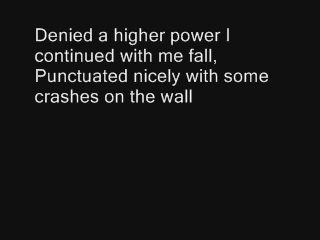 Denied a higher power I
continued with me fall,
Punctuated nicely with some
crashes on the wall